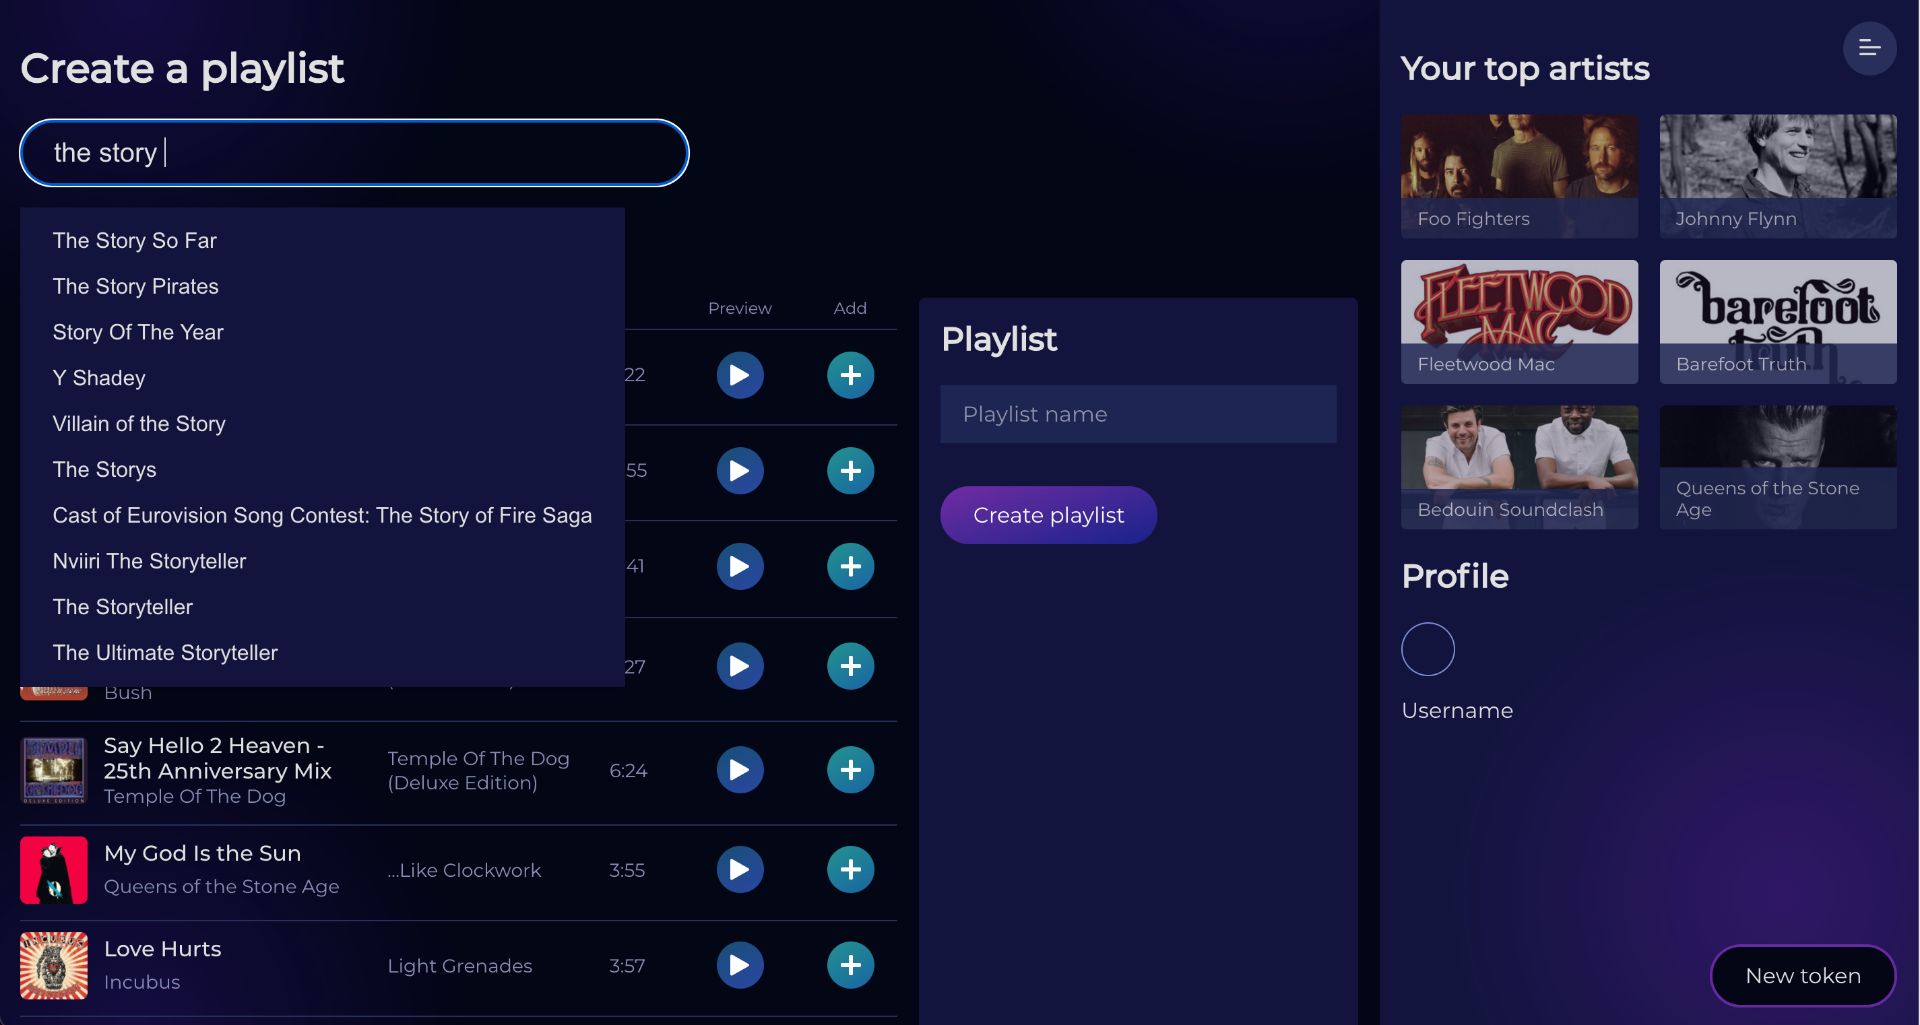 Create a playlist
the story
The Story So Far
The Story Pirates
Story Of The Year
Y Shadey
Villain of the Story
The Storys
Cast of Eurovision Song Contest: The Story of Fire Saga
Nviiri The Storyteller
The Storyteller
The Ultimate Storyteller
Preview
Add
22
55
41
27
Bush
Say Hello 2 Heaven -
25th Anniversary Mix
Temple Of The Dog
Temple Of The Dog
(Deluxe Edition)
6:24
My God Is the Sun
Queens of the Stone Age
...Like Clockwork
3:55
Love Hurts
Incubus
Light Grenades
3:57
Playlist
Playlist name
Create playlist
Your top artists
Foo Fighters
Johnny Flynn
FLEETWOOD
MAC
Fleetwood Mac
barefoot
truth
Barefoot Truth
Bedouin Soundclash
Queens of the Stone
Age
Profile
Username
New token